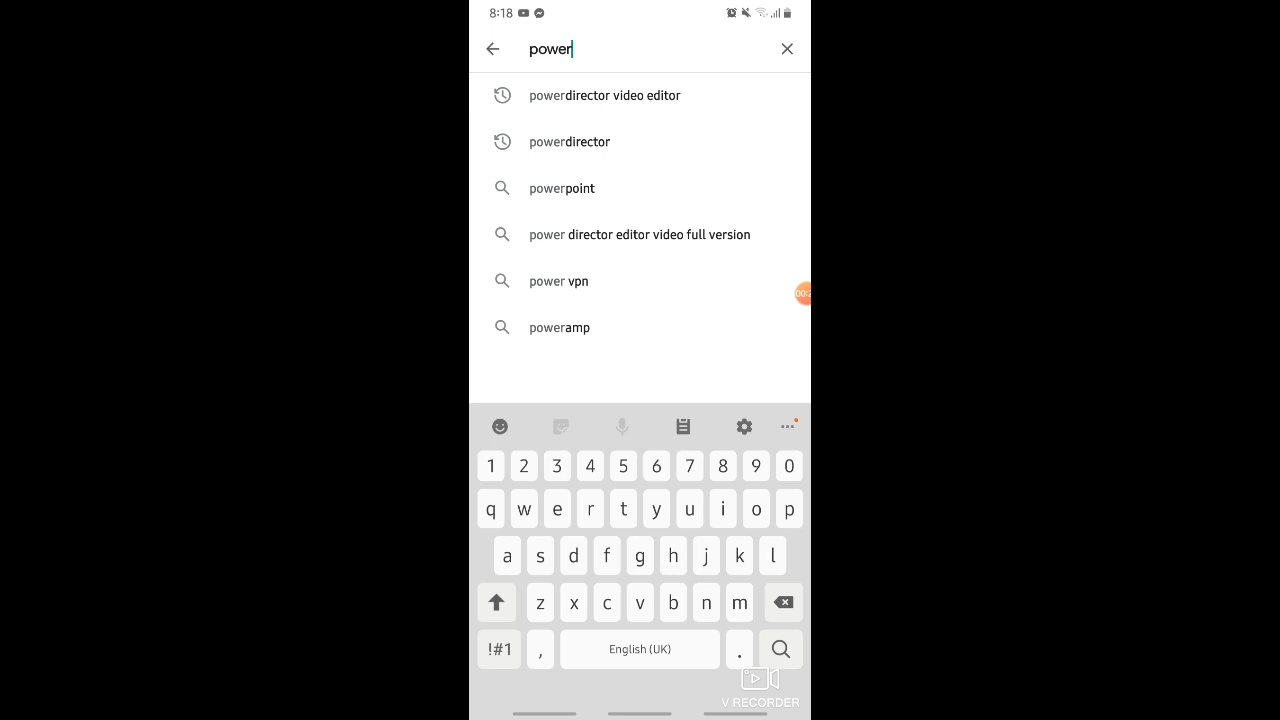 8:18
power
powerdirector video editor
powerdirector
powerpoint
power director editor video full version
power vpn
poweramp
1 2 3 4 5 6 7 8 9 0
q w e r t y u i o p
a s d f g h j k l
z x c v b n m
!#1 , English (UK) .
V RECORDER